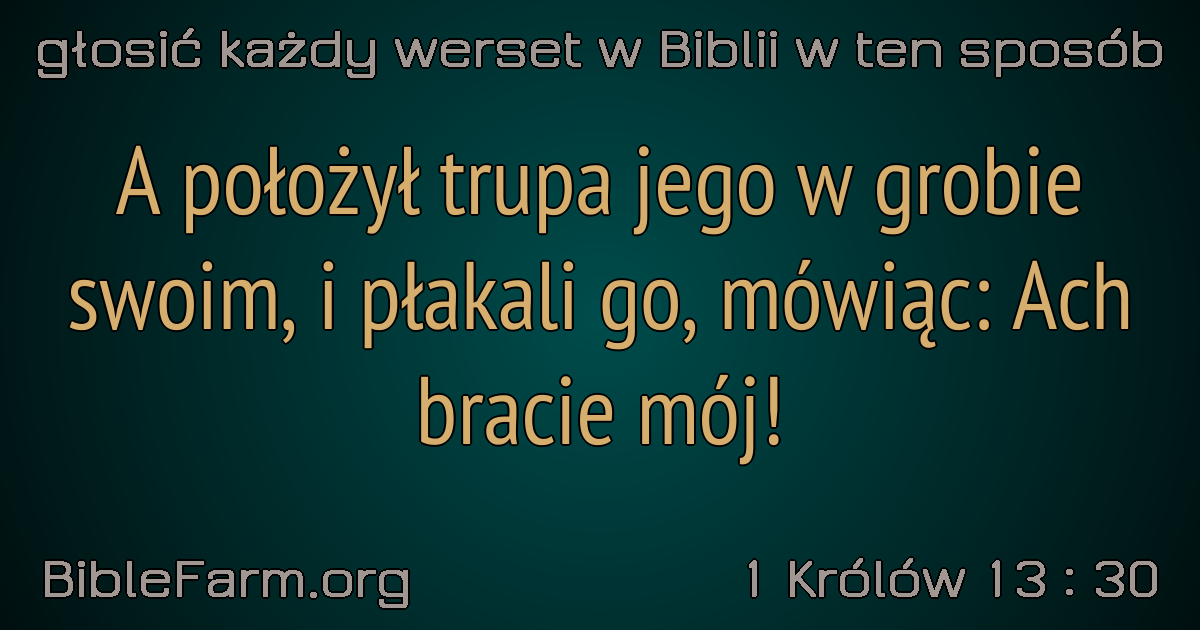 głosić każdy werset w Biblii w ten sposób
A położył trupa jego w grobie
swoim, i płakali go, mówiąc: Ach
bracie mój!
BibleFarm.org
1 Królów 13 : 30